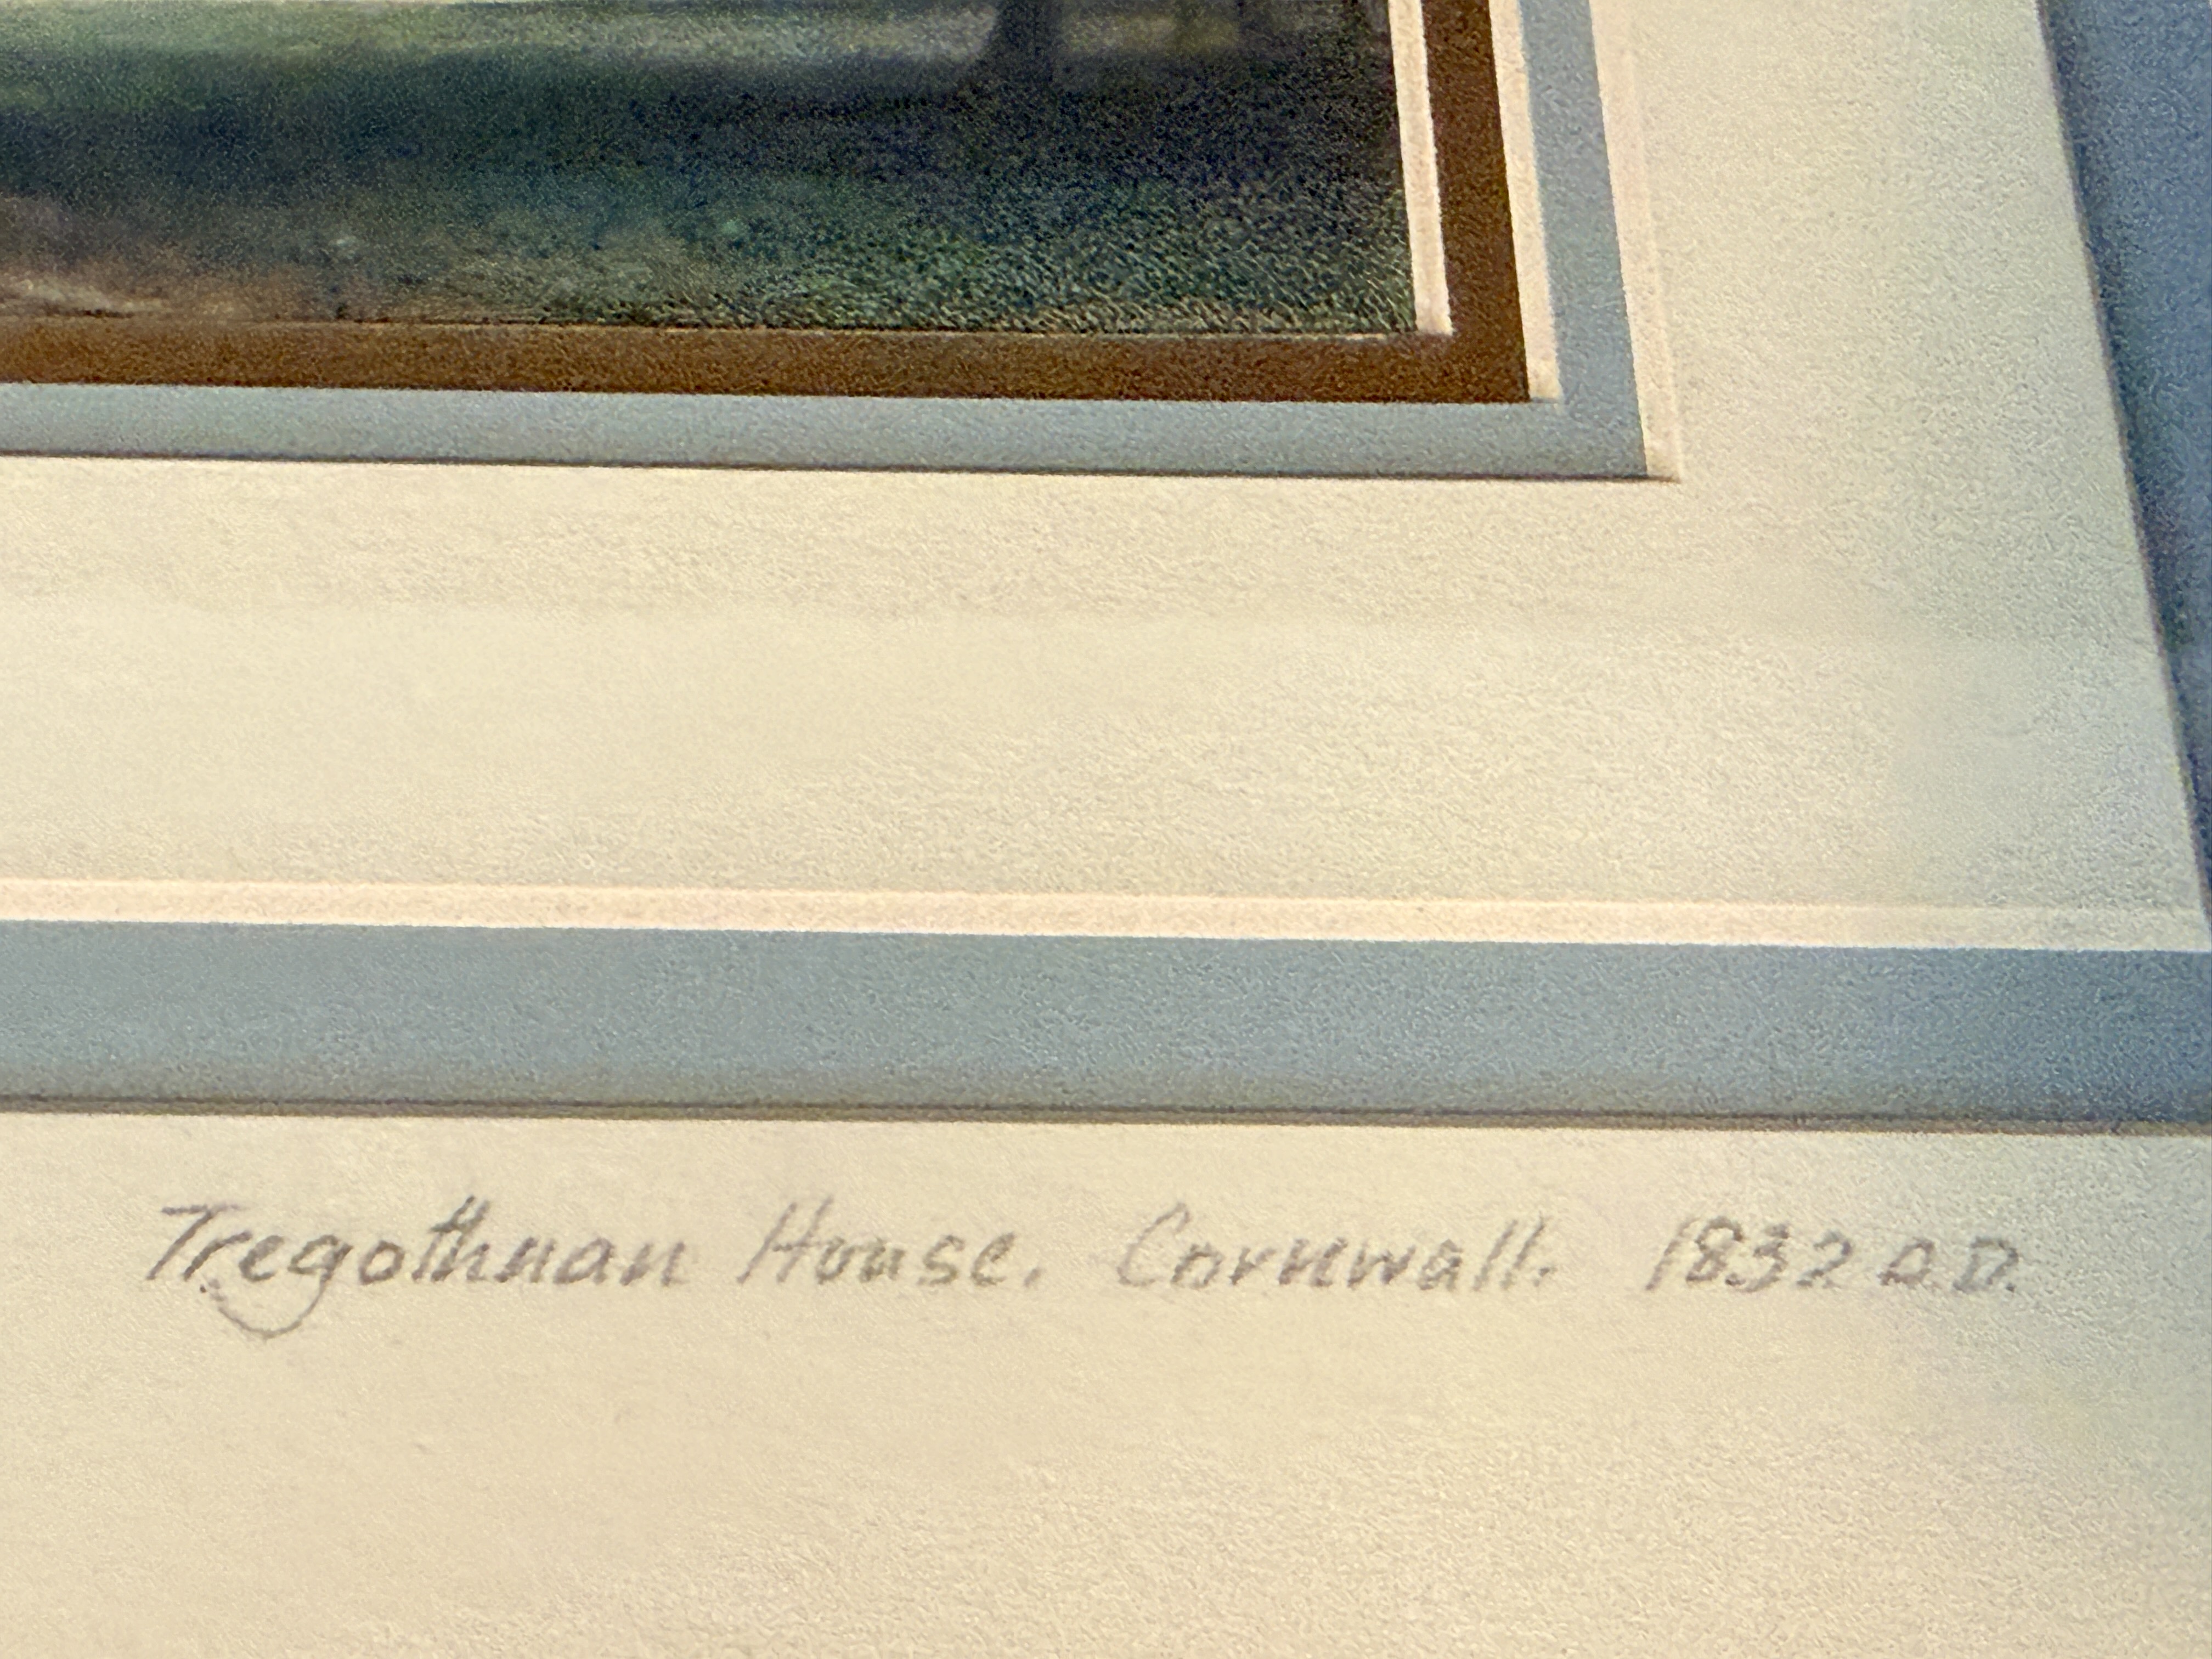 Tregothnan House. Cornwall. 1832 A.D.